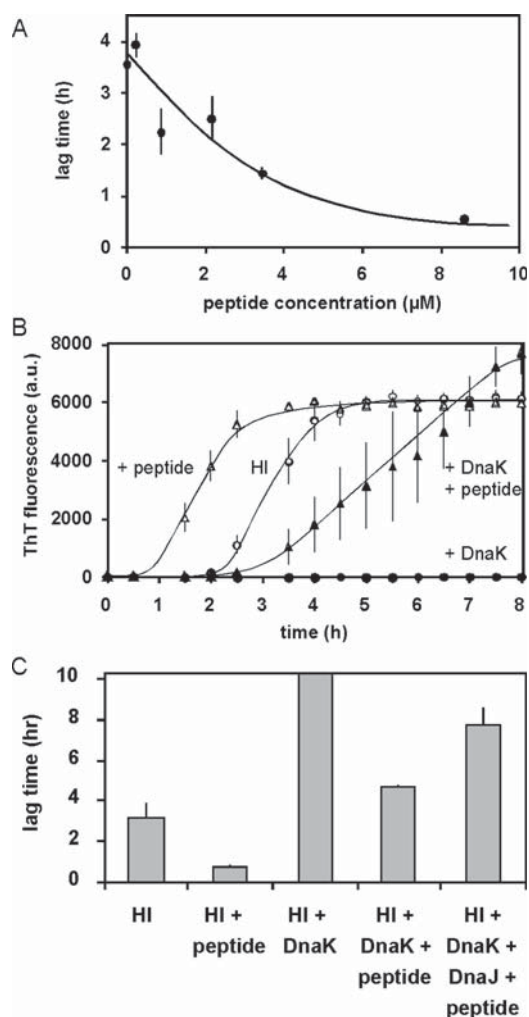 A
lag time (h)
4
3
2
1
0
0 2 4 6 8 10
peptide concentration (µM)
B
ThT fluorescence (a.u.)
8000
6000
4000
2000
0
+ peptide
HI
+ DnaK
+ peptide
+ DnaK
0 1 2 3 4 5 6 7 8
time (h)
C
lag time (hr)
10
8
6
4
2
0
HI
HI +
peptide
HI +
DnaK
HI +
DnaK +
peptide
HI +
DnaK +
DnaJ +
peptide